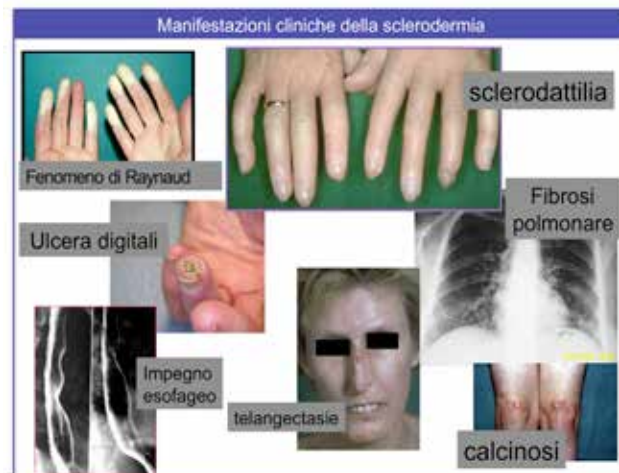 Manifestazioni cliniche della sclerodermia
sclerodattilia
Fenomeno di Raynaud
Fibrosi
polmonare
Ulcera digitali
Impegno
esofageo
telangectasie
calcinosi